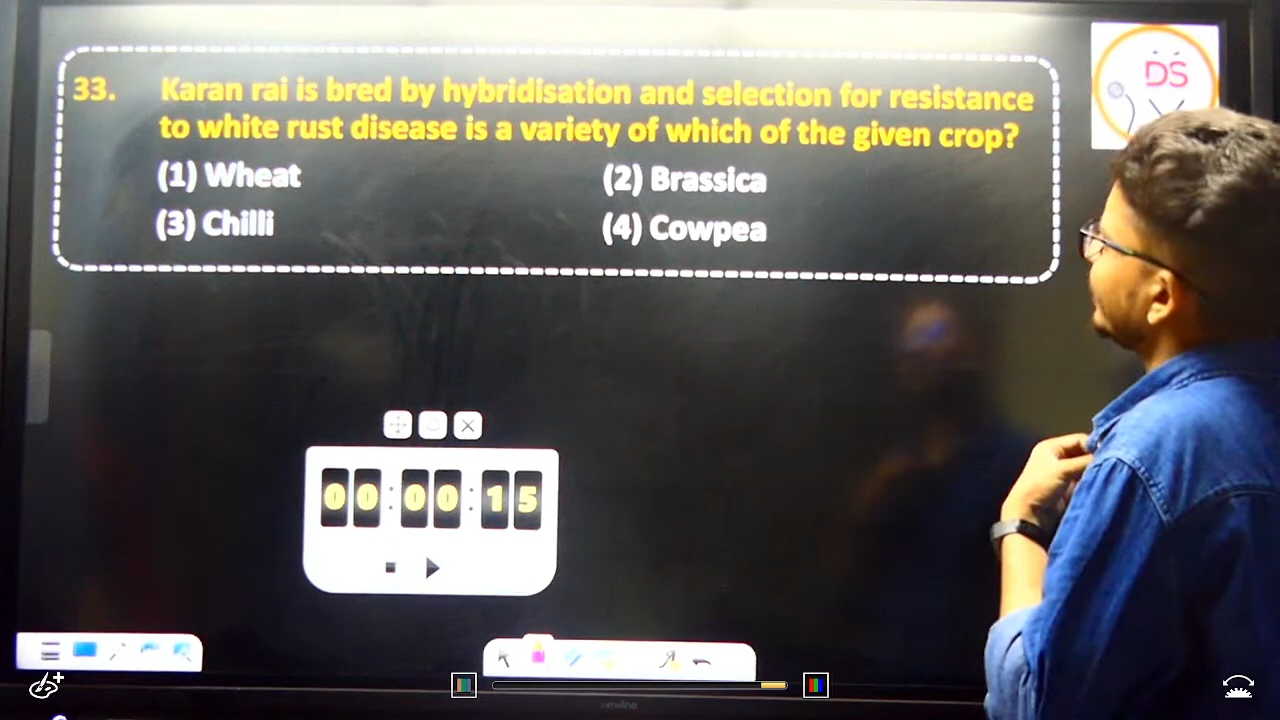 DS
33. Karan rai is bred by hybridisation and selection for resistance
to white rust disease is a variety of which of the given crop?
(1) Wheat (2) Brassica
(3) Chilli (4) Cowpea
00:00:15
newline